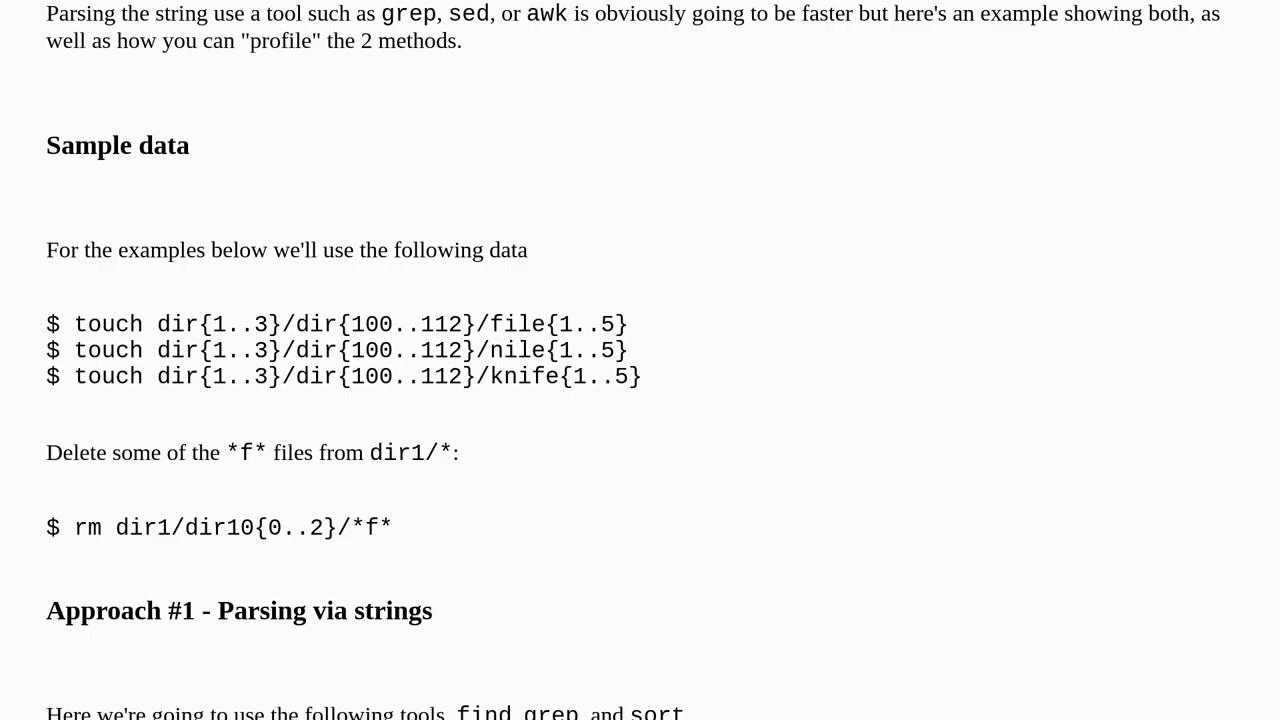 Parsing the string use a tool such as grep, sed, or awk is obviously going to be faster but here's an example showing both, as
well as how you can "profile" the 2 methods.
Sample data
For the examples below we'll use the following data
$ touch dir{1..3}/dir{100..112}/file{1..5}
$ touch dir{1..3}/dir{100..112}/nile{1..5}
$ touch dir{1..3}/dir{100..112}/knife{1..5}
Delete some of the *f* files from dir1/*:
$ rm dir1/dir10{0..2}/*f*
Approach #1 - Parsing via strings
Here we're going to use the following tools, find, grep, and sort.